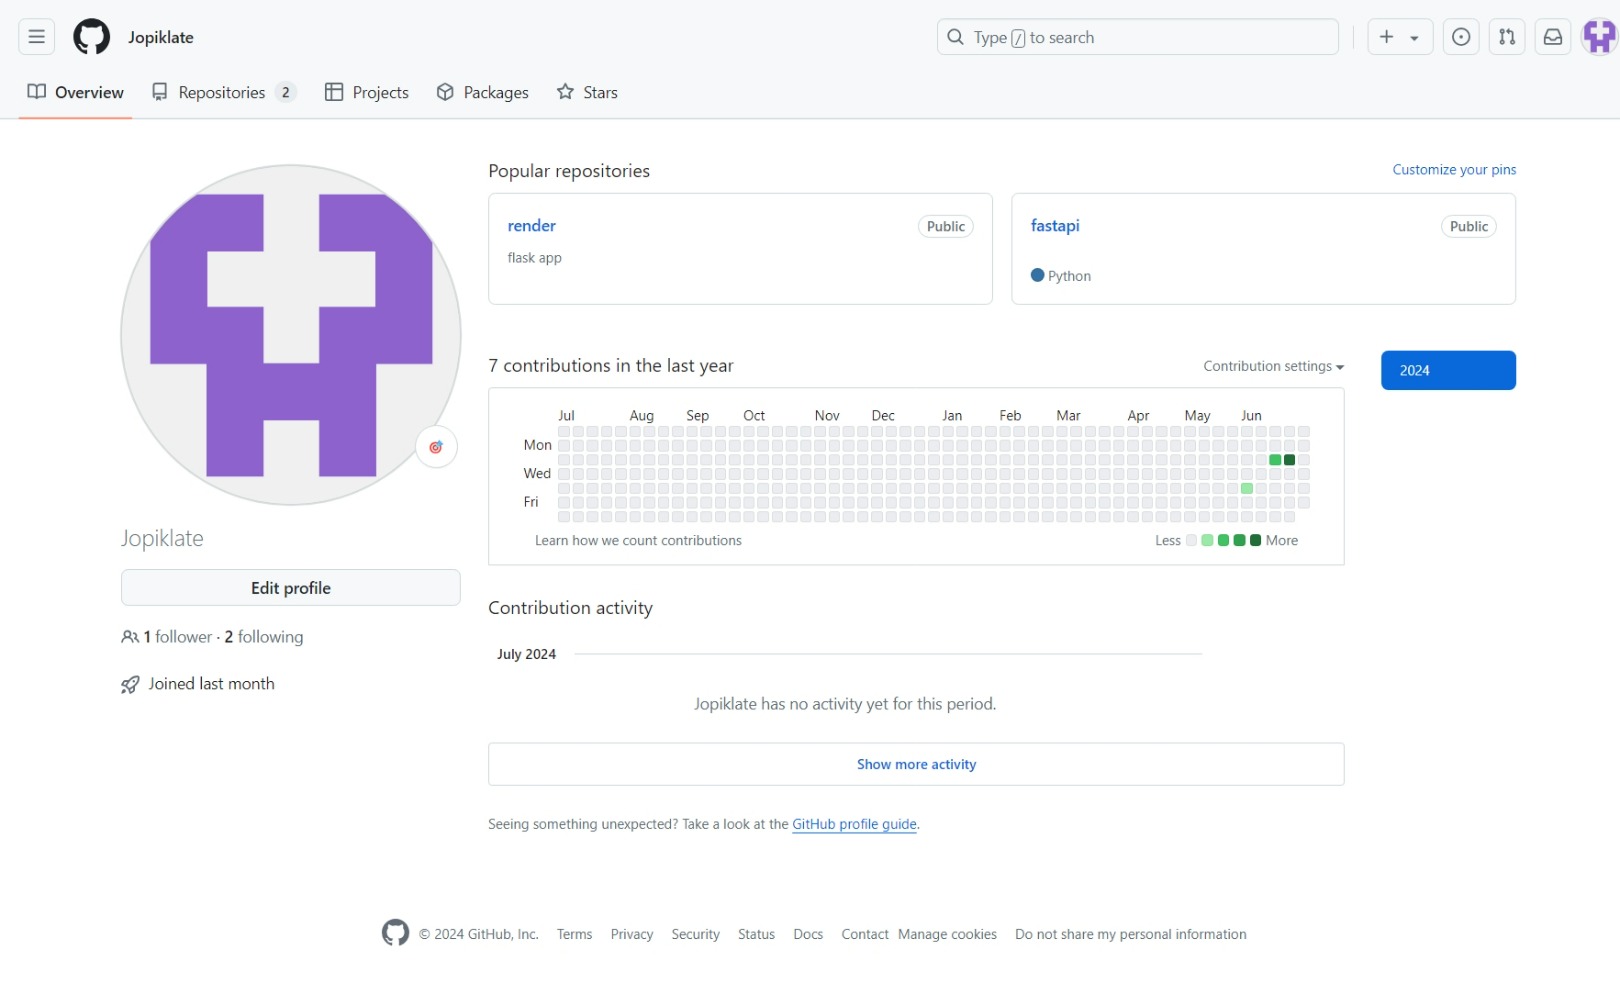 Jopiklate
Type / to search
Overview Repositories 2 Projects Packages Stars
Popular repositories Customize your pins
render Public
flask app
fastapi Public
Python
7 contributions in the last year Contribution settings
2024
Jul Aug Sep Oct Nov Dec Jan Feb Mar Apr May Jun
Mon
Wed
Fri
Learn how we count contributions Less More
Jopiklate
Edit profile
1 follower · 2 following
Joined last month
Contribution activity
July 2024
Jopiklate has no activity yet for this period.
Show more activity
Seeing something unexpected? Take a look at the GitHub profile guide.
© 2024 GitHub, Inc. Terms Privacy Security Status Docs Contact Manage cookies Do not share my personal information